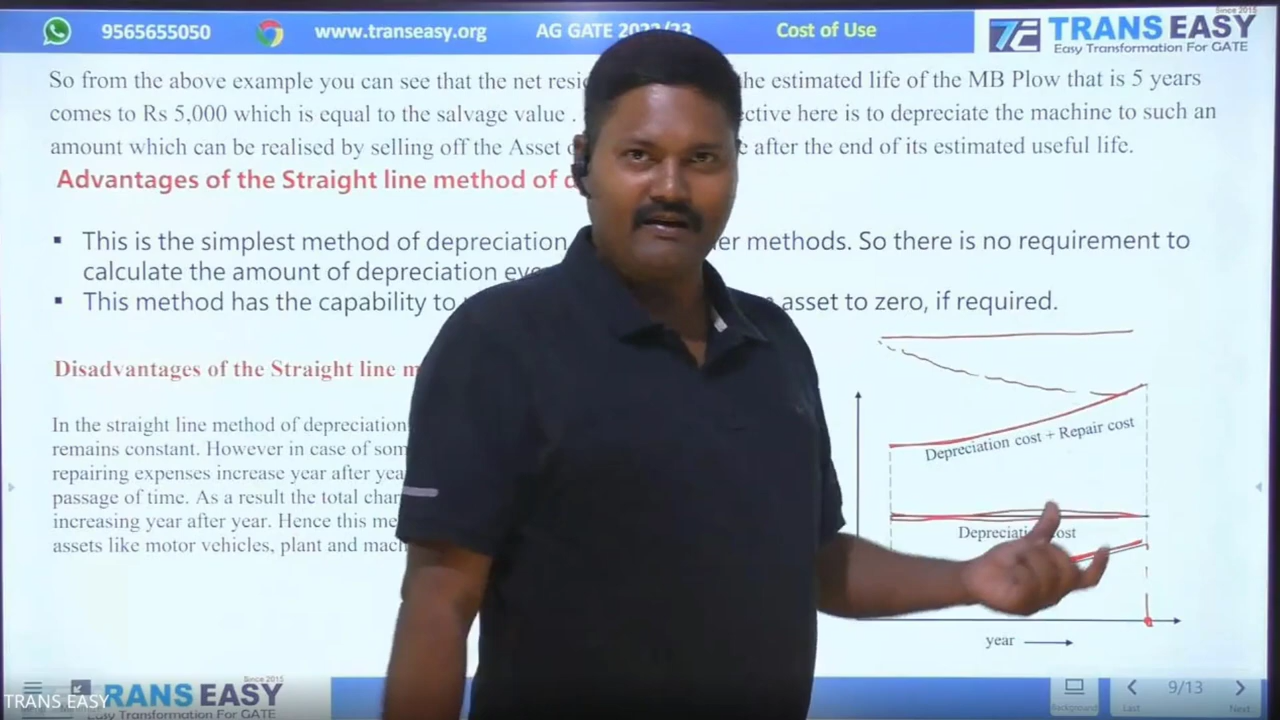 9565655050 www.transeasy.org AG GATE 2022/23 Cost of Use
Since 2015
TRANS EASY
Easy Transformation For GATE
So from the above example you can see that the net the estimated life of the MB Plow that is 5 years
comes to Rs 5,000 which is equal to the salvage value . here is to depreciate the machine to such an
amount which can be realised by selling off the Asset after the end of its estimated useful life.
Advantages of the Straight line method of
▪ This is the simplest method of depreciation methods. So there is no requirement to
calculate the amount of depreciation
▪ This method has the capability to asset to zero, if required.
Disadvantages of the Straight line
In the straight line method of depreciation
remains constant. However in case of
repairing expenses increase year after
passage of time. As a result the total
increasing year after year. Hence this
assets like motor vehicles, plant and
Depreciation cost + Repair cost
Depreciation cost
year
Since 2015
TRANS EASY
Easy Transformation For GATE
TRANS EASY
Background
Last
9/13
Next